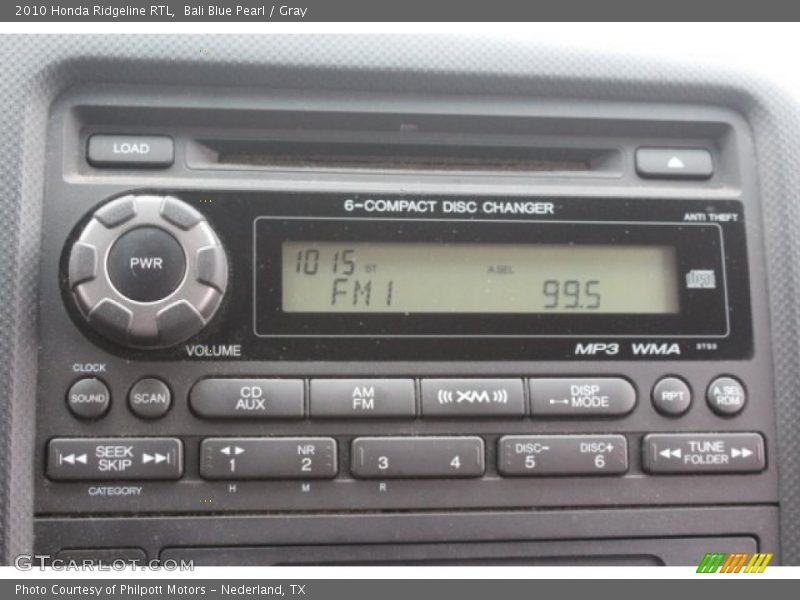 2010 Honda Ridgeline RTL, Bali Blue Pearl / Gray
LOAD
6-COMPACT DISC CHANGER
ANTI THEFT
PWR
1015 ST A.SEL
FM1 99.5
VOLUME
MP3 WMA
CLOCK
SOUND
SCAN
CD
AUX
AM
FM
XM
DISP
MODE
RPT
A.SEL
RDM
SEEK
SKIP
CATEGORY
1
NR
2
3
4
DISC-
5
DISC+
6
TUNE
FOLDER
H
M
R
GTCARLOT.COM
Photo Courtesy of Philpott Motors - Nederland, TX